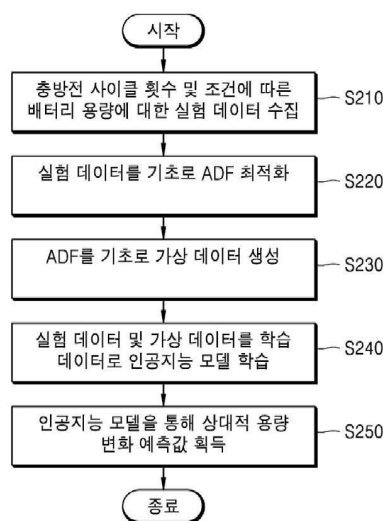 시작
충방전 사이클 횟수 및 조건에 따른
배터리 용량에 대한 실험 데이터 수집
S210
실험 데이터를 기초로 ADF 최적화
S220
ADF를 기초로 가상 데이터 생성
S230
실험 데이터 및 가상 데이터를 학습
데이터로 인공지능 모델 학습
S240
인공지능 모델을 통해 상대적 용량
변화 예측값 획득
S250
종료